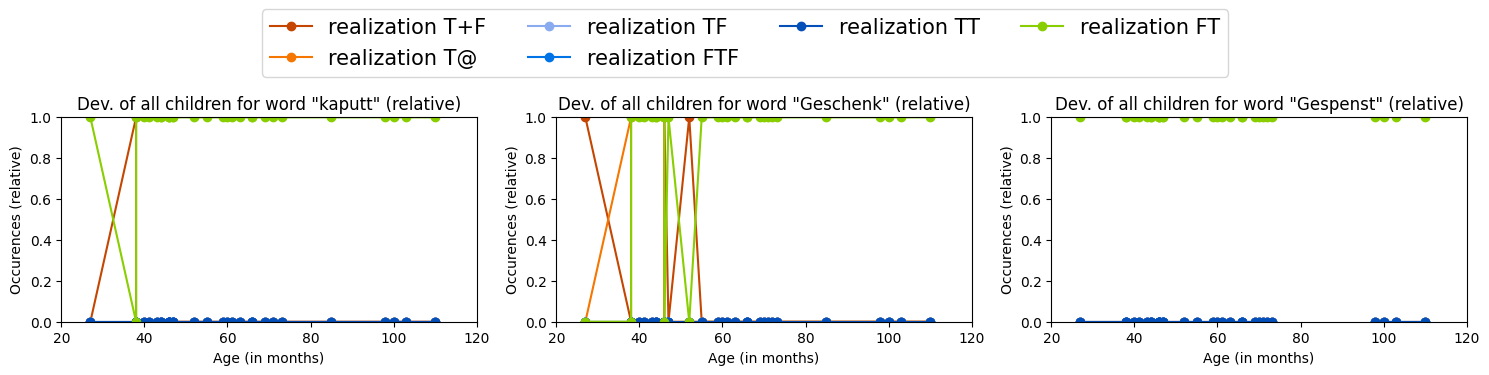 realization T+F realization TF realization TT realization FT
realization T@ realization FTF
Dev. of all children for word "kaputt" (relative)
1.0
0.8
0.6
0.4
0.2
0.0
Occurences (relative)
20 40 60 80 100 120
Age (in months)
Dev. of all children for word "Geschenk" (relative)
1.0
0.8
0.6
0.4
0.2
0.0
Occurences (relative)
20 40 60 80 100 120
Age (in months)
Dev. of all children for word "Gespenst" (relative)
1.0
0.8
0.6
0.4
0.2
0.0
Occurences (relative)
20 40 60 80 100 120
Age (in months)